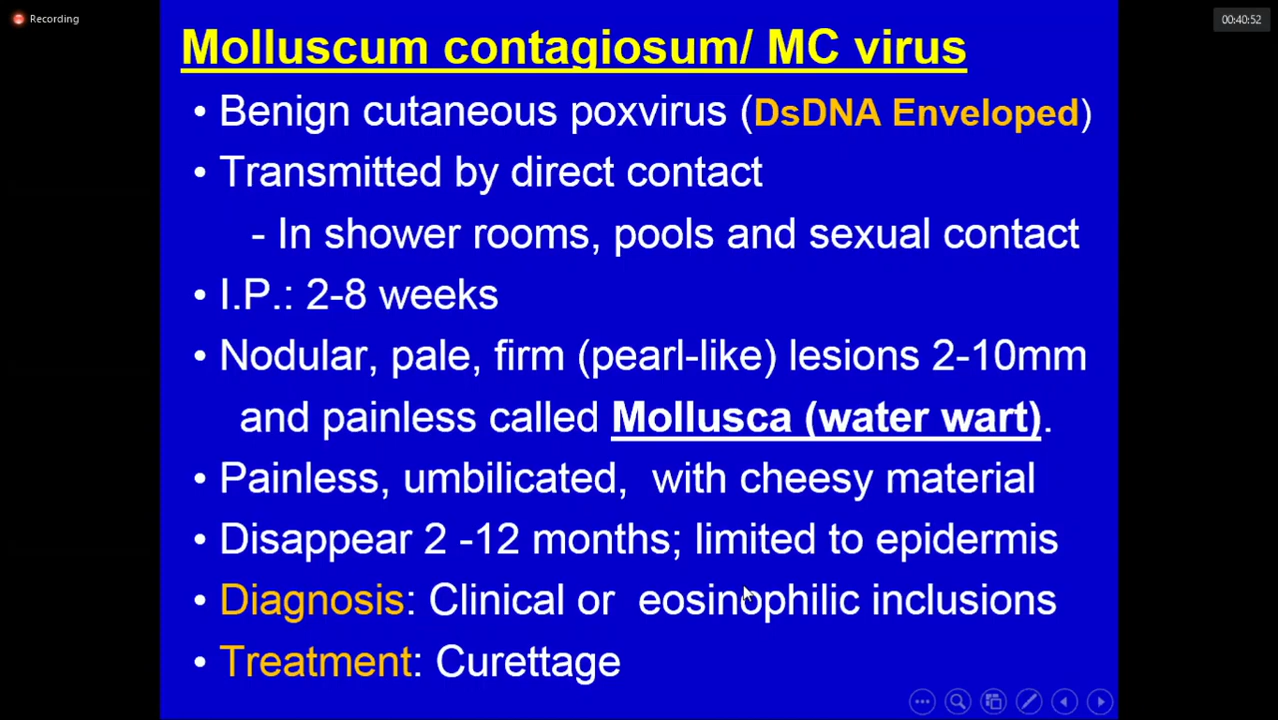 Recording
00:40:52
Molluscum contagiosum/ MC virus
• Benign cutaneous poxvirus (DsDNA Enveloped)
• Transmitted by direct contact
- In shower rooms, pools and sexual contact
• I.P.: 2-8 weeks
• Nodular, pale, firm (pearl-like) lesions 2-10mm
and painless called Mollusca (water wart).
• Painless, umbilicated, with cheesy material
• Disappear 2 -12 months; limited to epidermis
• Diagnosis: Clinical or eosinophilic inclusions
• Treatment: Curettage